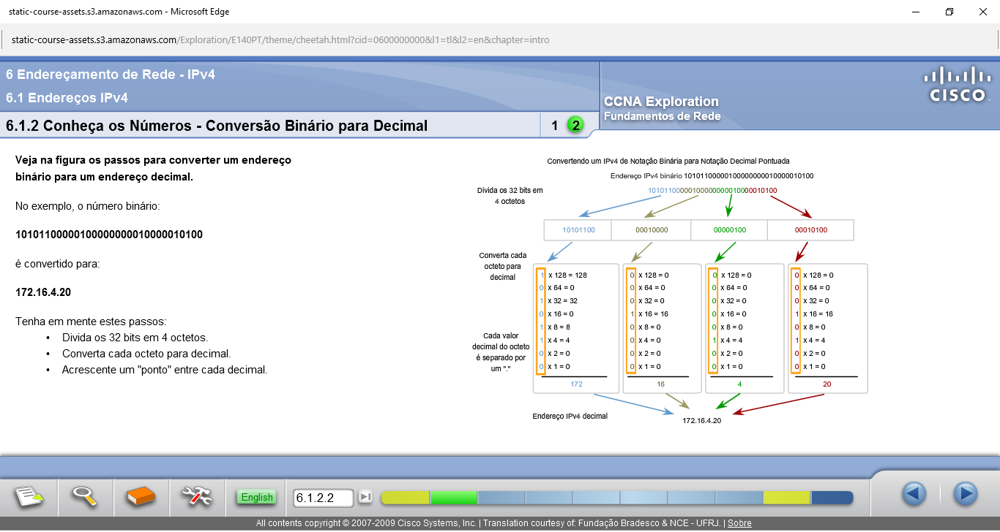 static-course-assets.s3.amazonaws.com - Microsoft Edge
static-course-assets.s3.amazonaws.com/Exploration/E140PT/theme/cheetah.html?cid=0600000000&l1=tl&l2=en&chapter=intro
6 Endereçamento de Rede - IPv4
6.1 Endereços IPv4
6.1.2 Conheça os Números - Conversão Binário para Decimal
1 2
CCNA Exploration
Fundamentos de Rede
CISCO
Veja na figura os passos para converter um endereço
binário para um endereço decimal.
No exemplo, o número binário:
10101100000100000000010000010100
é convertido para:
172.16.4.20
Tenha em mente estes passos:
• Divida os 32 bits em 4 octetos.
• Converta cada octeto para decimal.
• Acrescente um "ponto" entre cada decimal.
Convertendo um IPv4 de Notação Binária para Notação Decimal Pontuada
Endereço IPv4 binário 10101100000100000000010000010100
Divida os 32 bits em
4 octetos
10101100000100000000010000010100
10101100 00010000 00000100 00010100
Converta cada
octeto para
decimal
1 x 128 = 128
0 x 64 = 0
1 x 32 = 32
0 x 16 = 0
1 x 8 = 8
1 x 4 = 4
0 x 2 = 0
0 x 1 = 0
172
0 x 128 = 0
0 x 64 = 0
0 x 32 = 0
1 x 16 = 16
0 x 8 = 0
0 x 4 = 0
0 x 2 = 0
0 x 1 = 0
16
0 x 128 = 0
0 x 64 = 0
0 x 32 = 0
0 x 16 = 0
0 x 8 = 0
1 x 4 = 4
0 x 2 = 0
0 x 1 = 0
4
0 x 128 = 0
0 x 64 = 0
0 x 32 = 0
1 x 16 = 16
0 x 8 = 0
1 x 4 = 4
0 x 2 = 0
0 x 1 = 0
20
Cada valor
decimal do octeto
é separado por
um "."
Endereço IPv4 decimal
172.16.4.20
English
6.1.2.2
All contents copyright © 2007-2009 Cisco Systems, Inc. | Translation courtesy of: Fundação Bradesco & NCE - UFRJ. | Sobre